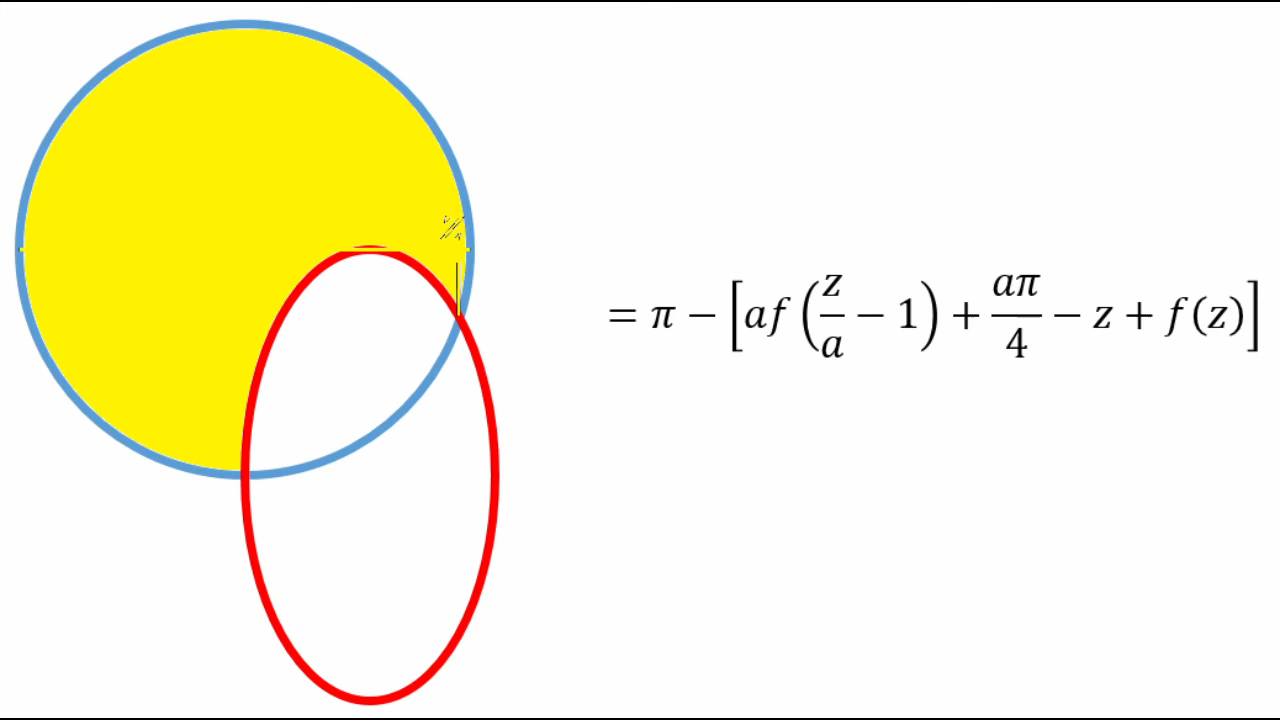 = π − [af(z/a − 1) + aπ/4 − z + f(z)]